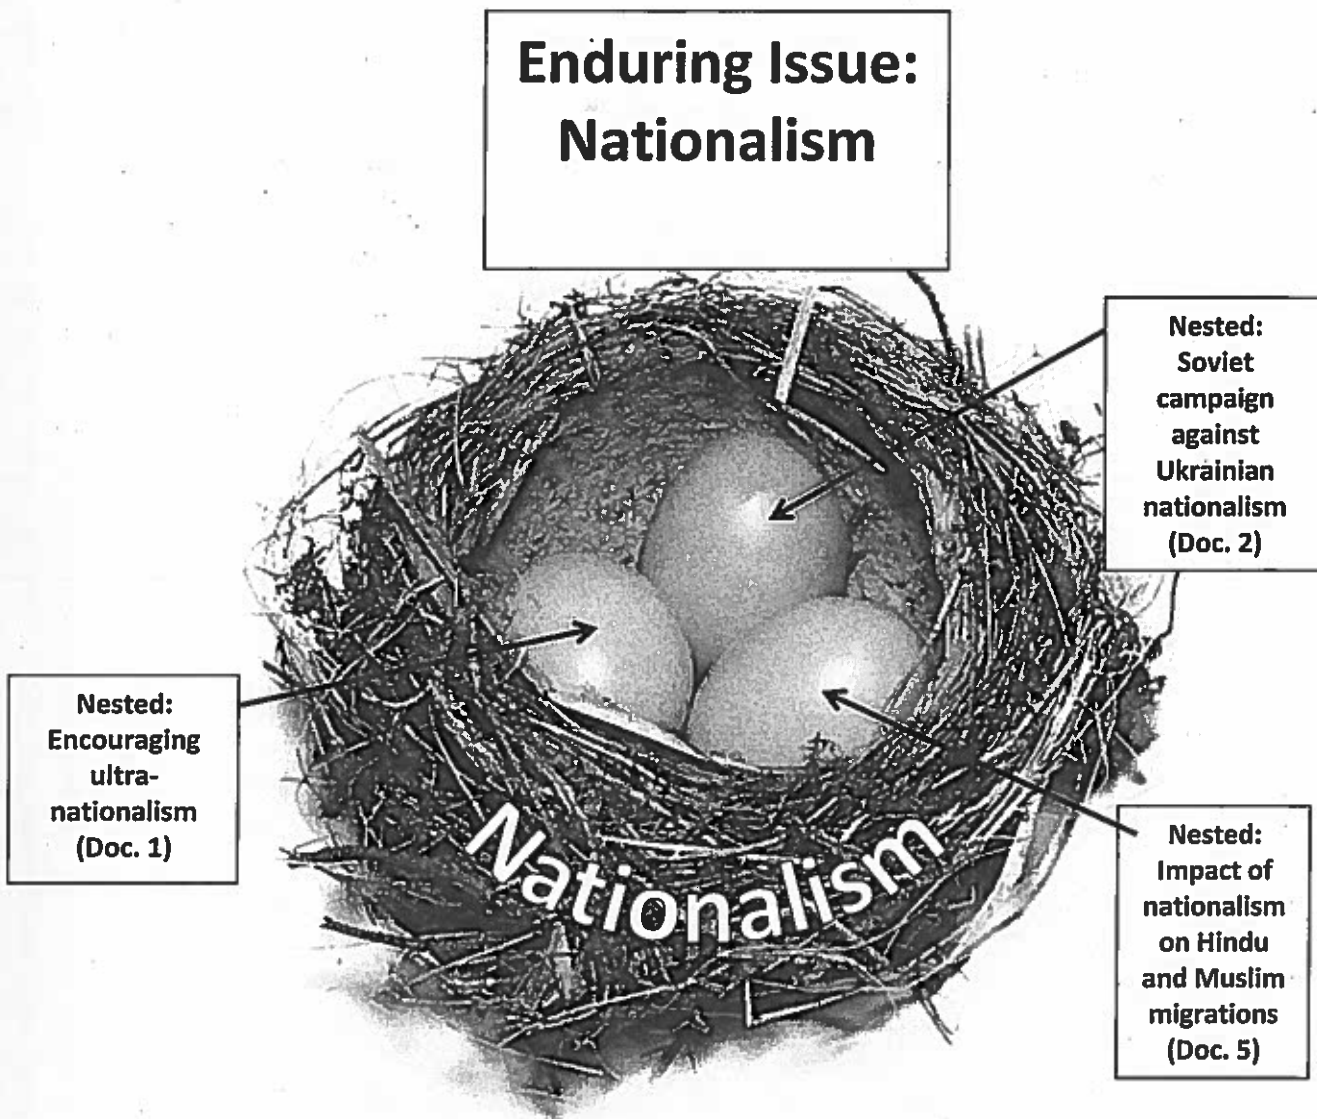 Enduring Issue:
Nationalism
Nested:
Soviet
campaign
against
Ukrainian
nationalism
(Doc. 2)
Nested:
Encouraging
ultra-
nationalism
(Doc. 1)
Nationalism
Nested:
Impact of
nationalism
on Hindu
and Muslim
migrations
(Doc. 5)